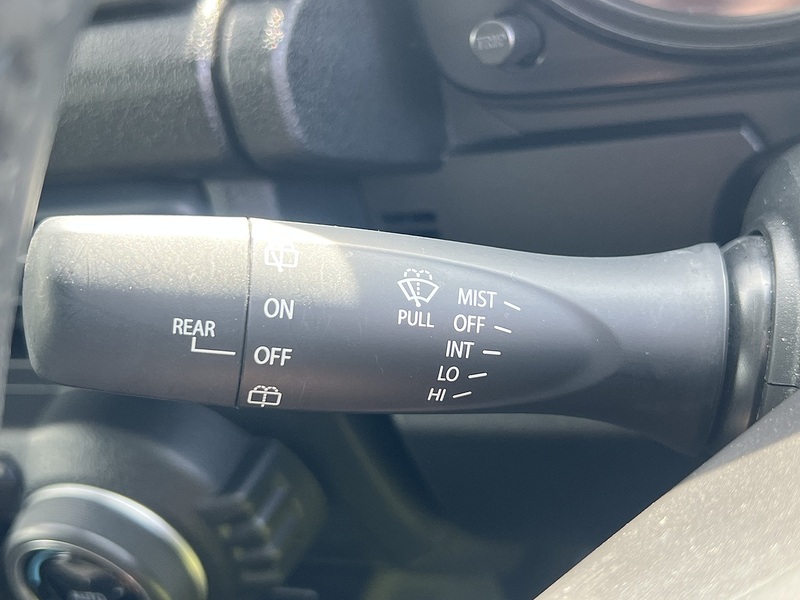 REAR
ON
OFF
PULL
MIST
OFF
INT
LO
HI